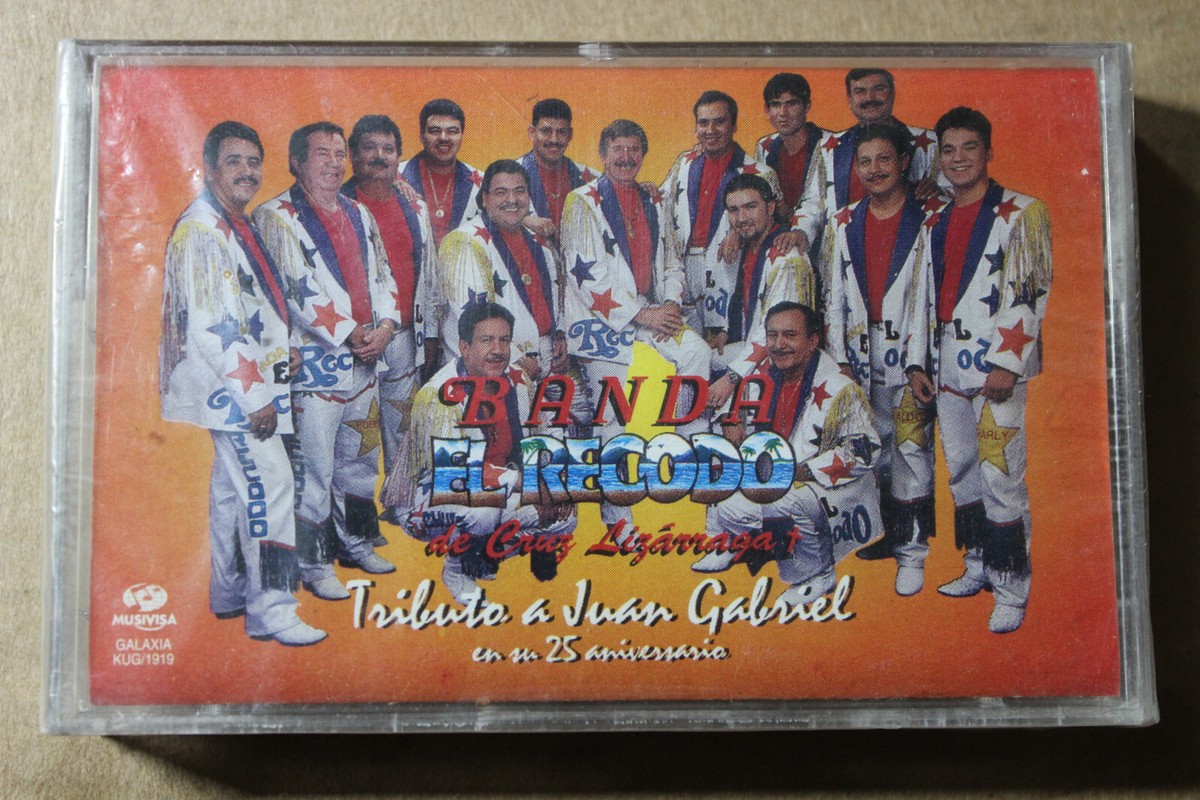 BANDA
EL RECODO
de Cruz Lizárraga †
Tributo a Juan Gabriel
en su 25 aniversario
MUSIVISA
GALAXIA
KUG/1919